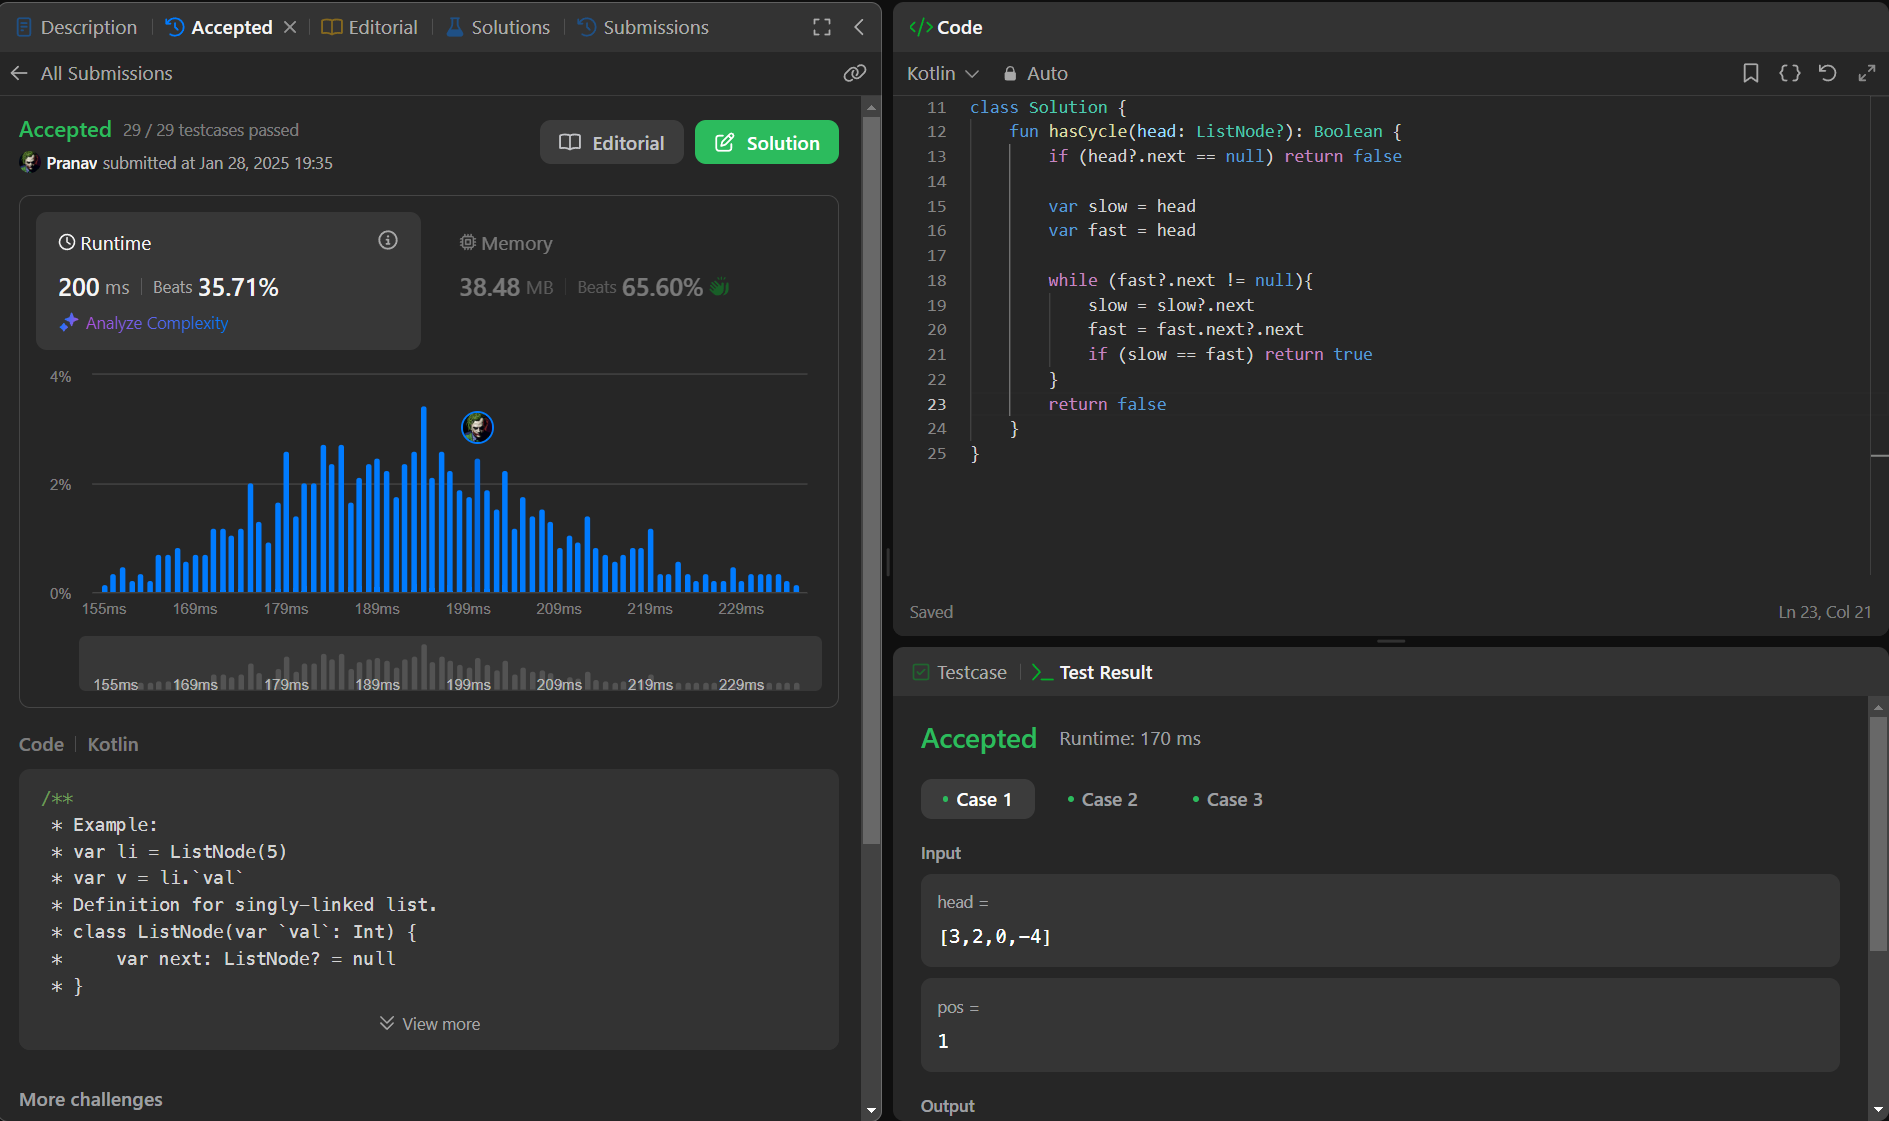 Description | Accepted | Editorial | Solutions | Submissions
All Submissions
Accepted 29 / 29 testcases passed
Pranav submitted at Jan 28, 2025 19:35
Editorial
Solution
Runtime
200 ms | Beats 35.71%
Analyze Complexity
Memory
38.48 MB | Beats 65.60%
4%
2%
0%
155ms 169ms 179ms 189ms 199ms 209ms 219ms 229ms
155ms 169ms 179ms 189ms 199ms 209ms 219ms 229ms
Code | Kotlin
/**
 * Example:
 * var li = ListNode(5)
 * var v = li.`val`
 * Definition for singly-linked list.
 * class ListNode(var `val`: Int) {
 *     var next: ListNode? = null
 * }
View more
More challenges
</> Code
Kotlin Auto
11 class Solution {
12     fun hasCycle(head: ListNode?): Boolean {
13         if (head?.next == null) return false
14
15         var slow = head
16         var fast = head
17
18         while (fast?.next != null){
19             slow = slow?.next
20             fast = fast.next?.next
21             if (slow == fast) return true
22         }
23         return false
24     }
25 }
Saved
Ln 23, Col 21
Testcase | >_ Test Result
Accepted Runtime: 170 ms
Case 1 Case 2 Case 3
Input
head =
[3,2,0,-4]
pos =
1
Output